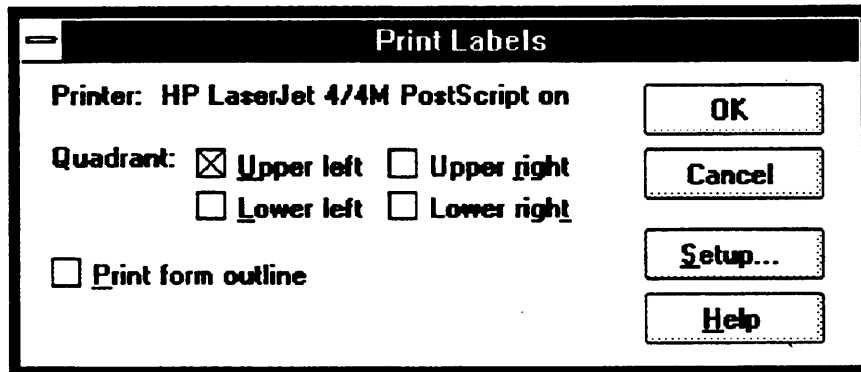 Print Labels
Printer: HP LaserJet 4/4M PostScript on
OK
Quadrant: Upper left Upper right
Cancel
Lower left Lower right
Setup...
Print form outline
Help